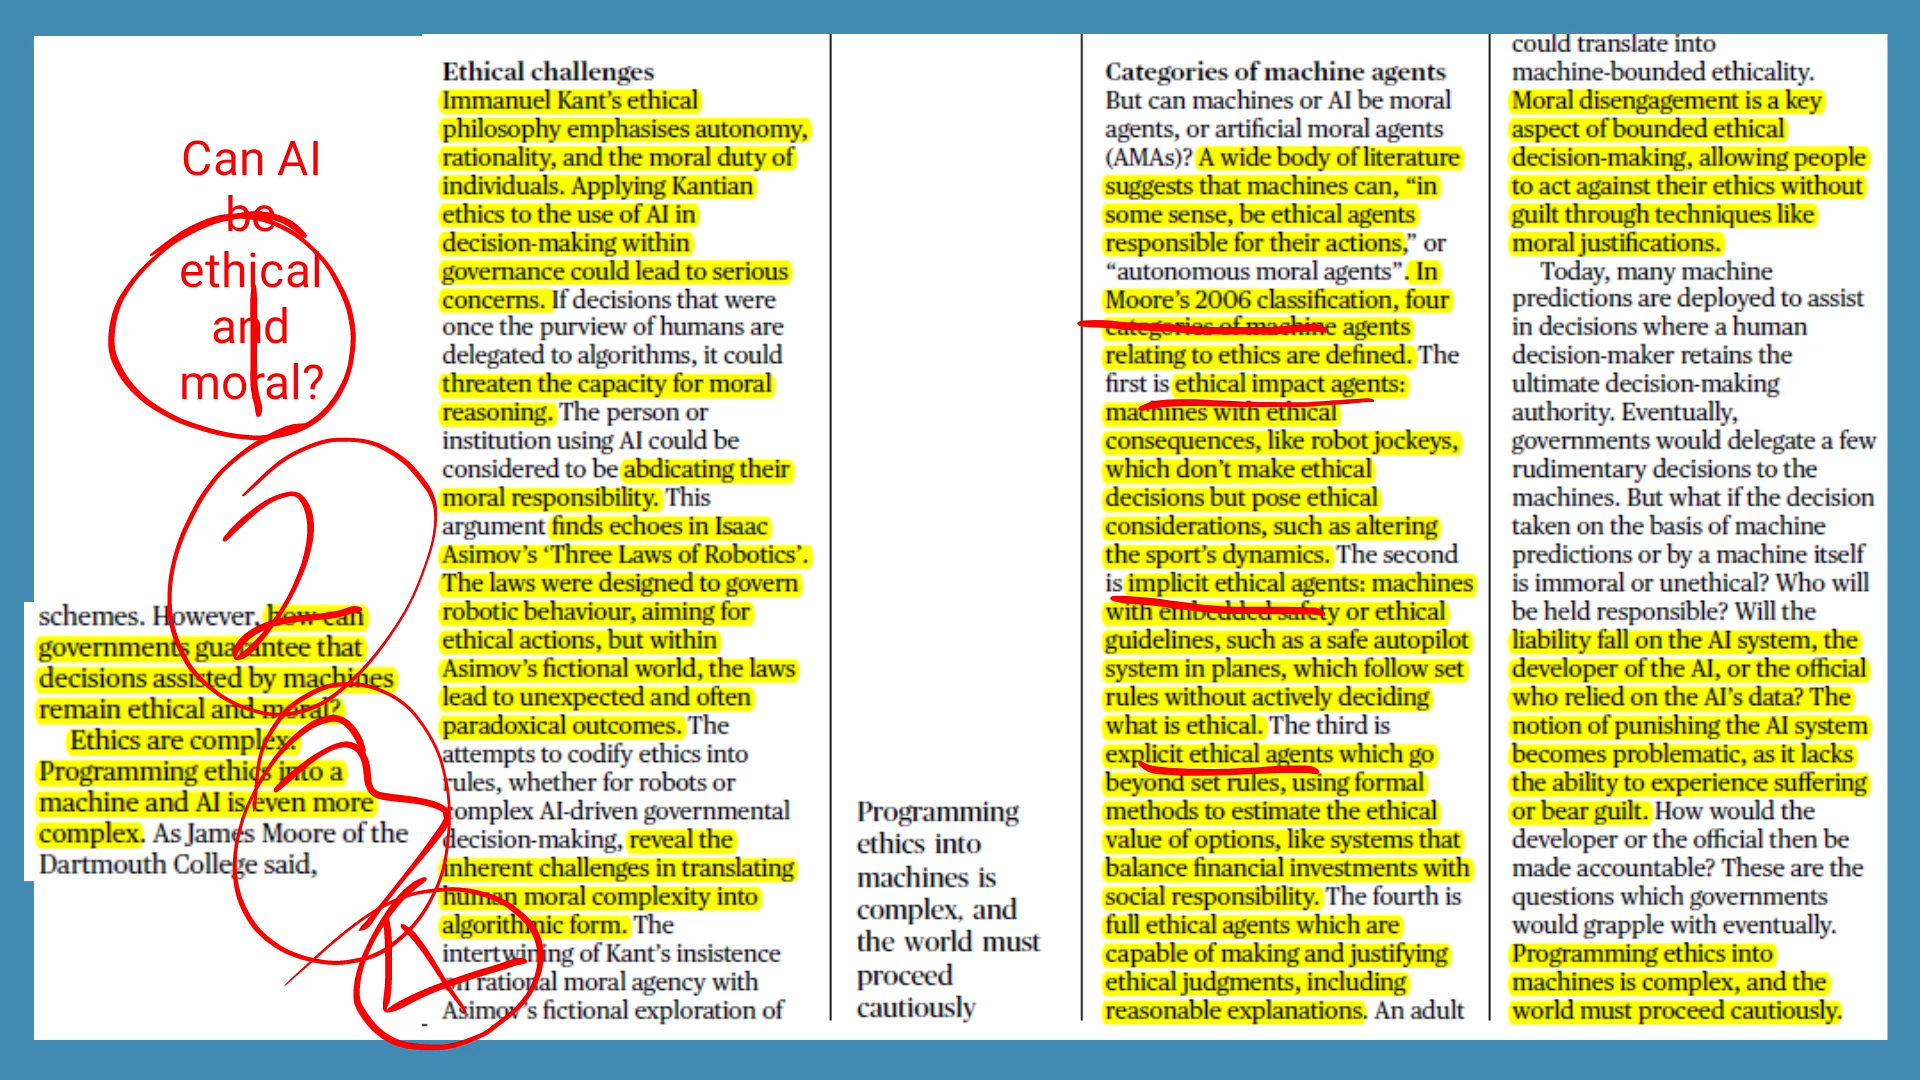 Can AI
be
ethical
and
moral?
schemes. However, how can
governments guarantee that
decisions assisted by machines
remain ethical and moral?
Ethics are complex.
Programming ethics into a
machine and AI is even more
complex. As James Moore of the
Dartmouth College said,
Ethical challenges
Immanuel Kant's ethical
philosophy emphasises autonomy,
rationality, and the moral duty of
individuals. Applying Kantian
ethics to the use of AI in
decision-making within
governance could lead to serious
concerns. If decisions that were
once the purview of humans are
delegated to algorithms, it could
threaten the capacity for moral
reasoning. The person or
institution using AI could be
considered to be abdicating their
moral responsibility. This
argument finds echoes in Isaac
Asimov's ‘Three Laws of Robotics’.
The laws were designed to govern
robotic behaviour, aiming for
ethical actions, but within
Asimov's fictional world, the laws
lead to unexpected and often
paradoxical outcomes. The
attempts to codify ethics into
rules, whether for robots or
complex AI-driven governmental
decision-making, reveal the
inherent challenges in translating
human moral complexity into
algorithmic form. The
intertwining of Kant's insistence
on rational moral agency with
Asimov's fictional exploration of
Programming
ethics into
machines is
complex, and
the world must
proceed
cautiously
Categories of machine agents
But can machines or AI be moral
agents, or artificial moral agents
(AMAs)? A wide body of literature
suggests that machines can, “in
some sense, be ethical agents
responsible for their actions,” or
“autonomous moral agents”. In
Moore's 2006 classification, four
categories of machine agents
relating to ethics are defined. The
first is ethical impact agents:
machines with ethical
consequences, like robot jockeys,
which don't make ethical
decisions but pose ethical
considerations, such as altering
the sport's dynamics. The second
is implicit ethical agents: machines
with embedded safety or ethical
guidelines, such as a safe autopilot
system in planes, which follow set
rules without actively deciding
what is ethical. The third is
explicit ethical agents which go
beyond set rules, using formal
methods to estimate the ethical
value of options, like systems that
balance financial investments with
social responsibility. The fourth is
full ethical agents which are
capable of making and justifying
ethical judgments, including
reasonable explanations. An adult
could translate into
machine-bounded ethicality.
Moral disengagement is a key
aspect of bounded ethical
decision-making, allowing people
to act against their ethics without
guilt through techniques like
moral justifications.
Today, many machine
predictions are deployed to assist
in decisions where a human
decision-maker retains the
ultimate decision-making
authority. Eventually,
governments would delegate a few
rudimentary decisions to the
machines. But what if the decision
taken on the basis of machine
predictions or by a machine itself
is immoral or unethical? Who will
be held responsible? Will the
liability fall on the AI system, the
developer of the AI, or the official
who relied on the AI's data? The
notion of punishing the AI system
becomes problematic, as it lacks
the ability to experience suffering
or bear guilt. How would the
developer or the official then be
made accountable? These are the
questions which governments
would grapple with eventually.
Programming ethics into
machines is complex, and the
world must proceed cautiously.